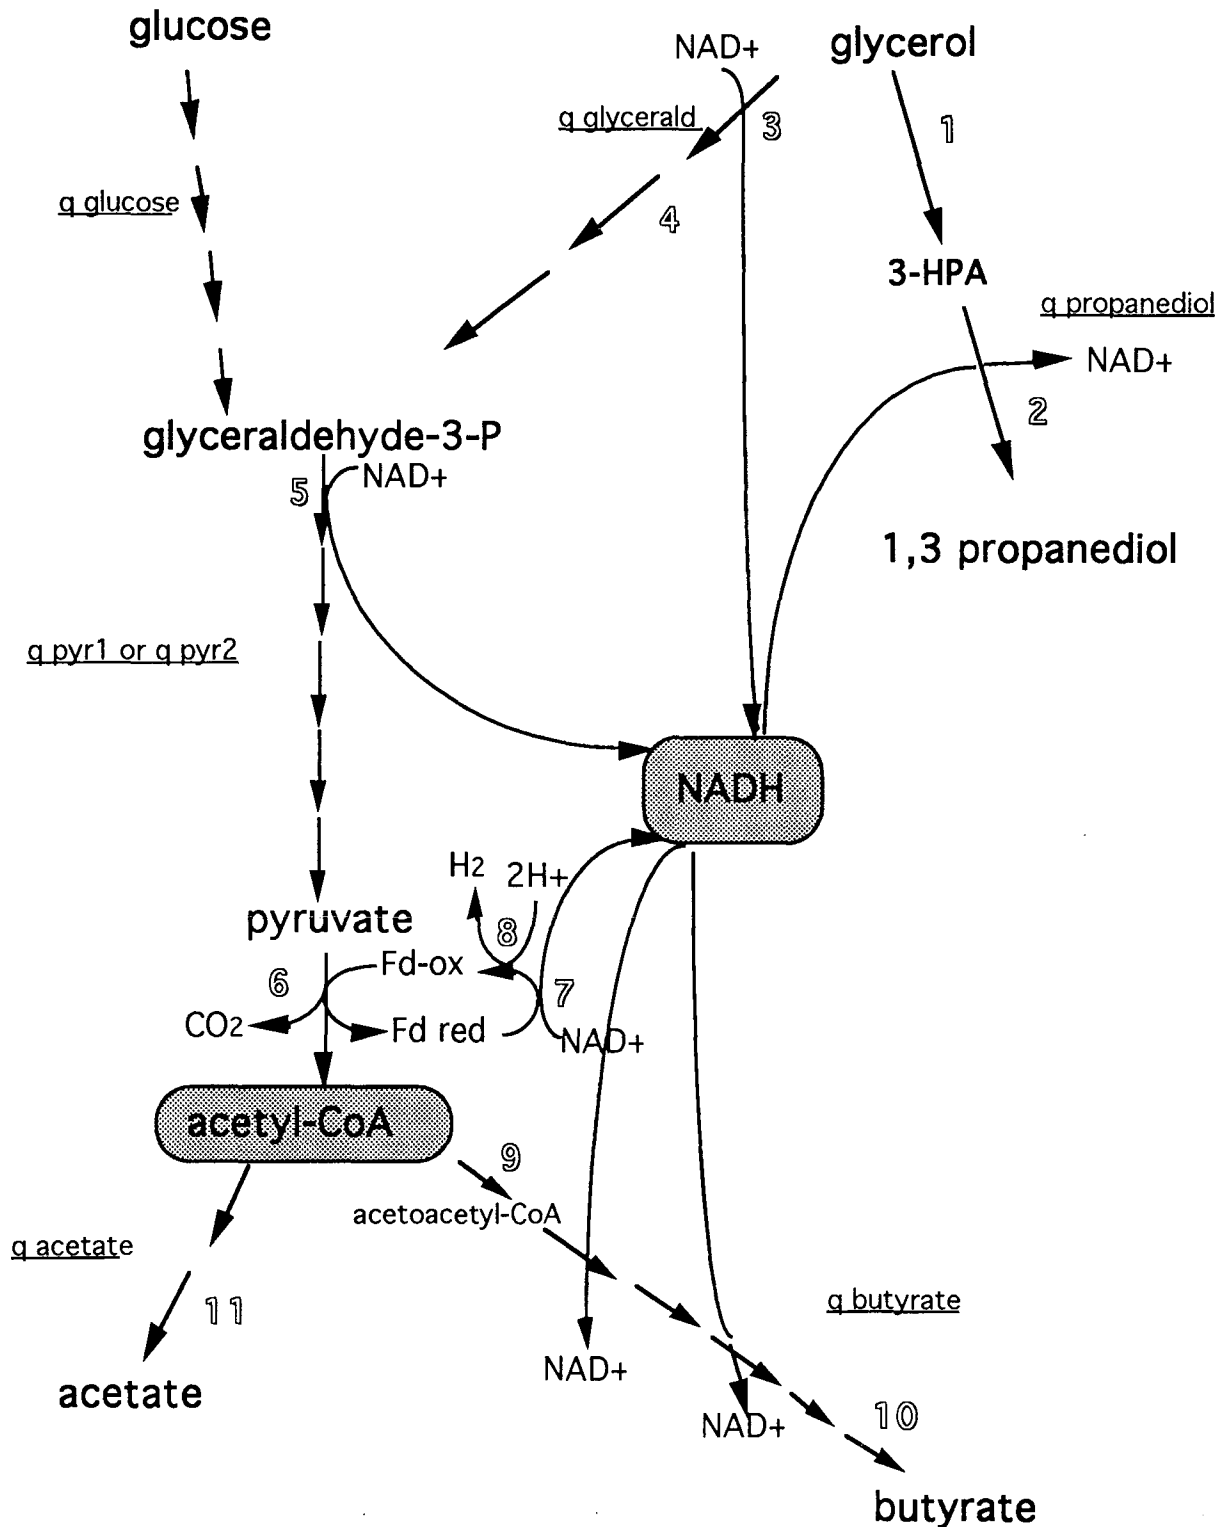 glucose
NAD+
glycerol
q glycerald
3
1
q glucose
4
3-HPA
q propanediol
NAD+
2
glyceraldehyde-3-P
5
NAD+
1,3 propanediol
q pyr1 or q pyr2
NADH
H2
2H+
pyruvate
8
Fd-ox
6
7
CO2
Fd red
NAD+
acetyl-CoA
9
acetoacetyl-CoA
q acetate
11
q butyrate
NAD+
acetate
10
NAD+
butyrate